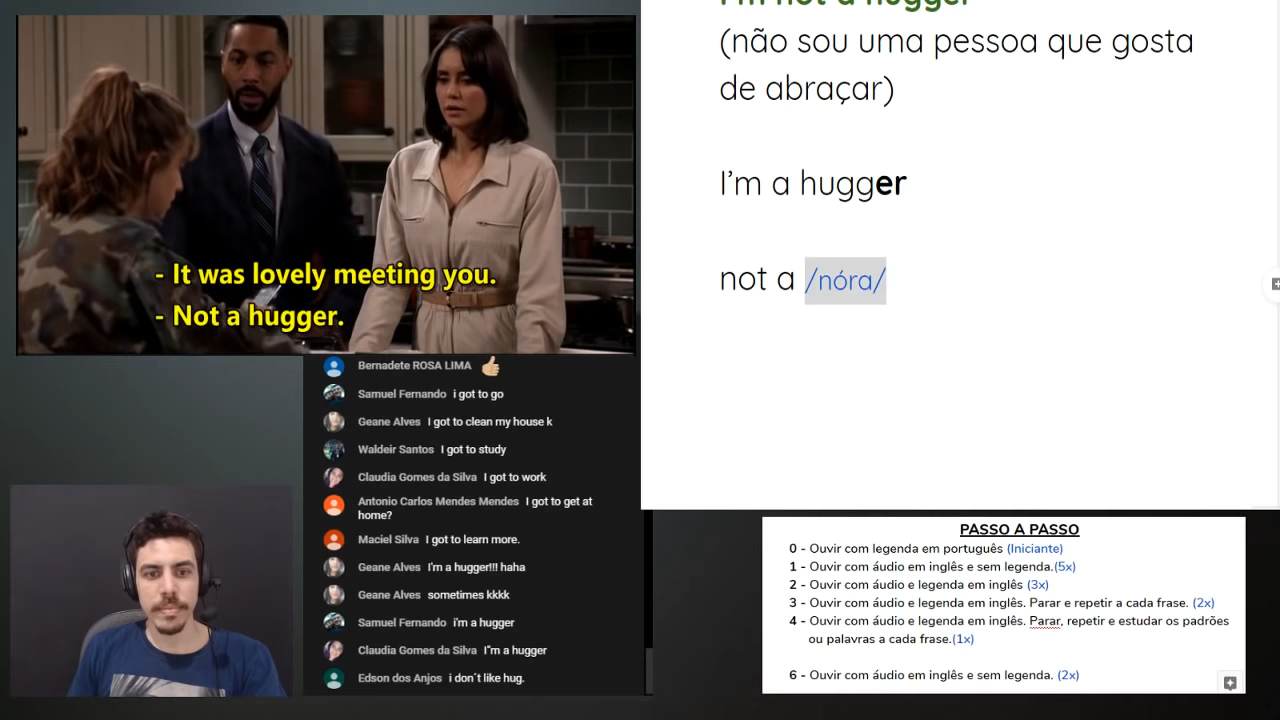 - It was lovely meeting you.
- Not a hugger.
I'm not a hugger
(não sou uma pessoa que gosta
de abraçar)
I'm a hugger
not a /nóra/
Bernadete ROSA LIMA
Samuel Fernando i got to go
Geane Alves I got to clean my house k
Waldeir Santos I got to study
Claudia Gomes da Silva I got to work
Antonio Carlos Mendes Mendes I got to get at
home?
Maciel Silva I got to learn more.
Geane Alves I'm a hugger!!! haha
Geane Alves sometimes kkkk
Samuel Fernando i'm a hugger
Claudia Gomes da Silva I"m a hugger
Edson dos Anjos i don´t like hug.
PASSO A PASSO
0 - Ouvir com legenda em português (Iniciante)
1 - Ouvir com áudio em inglês e sem legenda.(5x)
2 - Ouvir com áudio e legenda em inglês (3x)
3 - Ouvir com áudio e legenda em inglês. Parar e repetir a cada frase. (2x)
4 - Ouvir com áudio e legenda em inglês. Parar, repetir e estudar os padrões
ou palavras a cada frase.(1x)
6 - Ouvir com áudio em inglês e sem legenda. (2x)